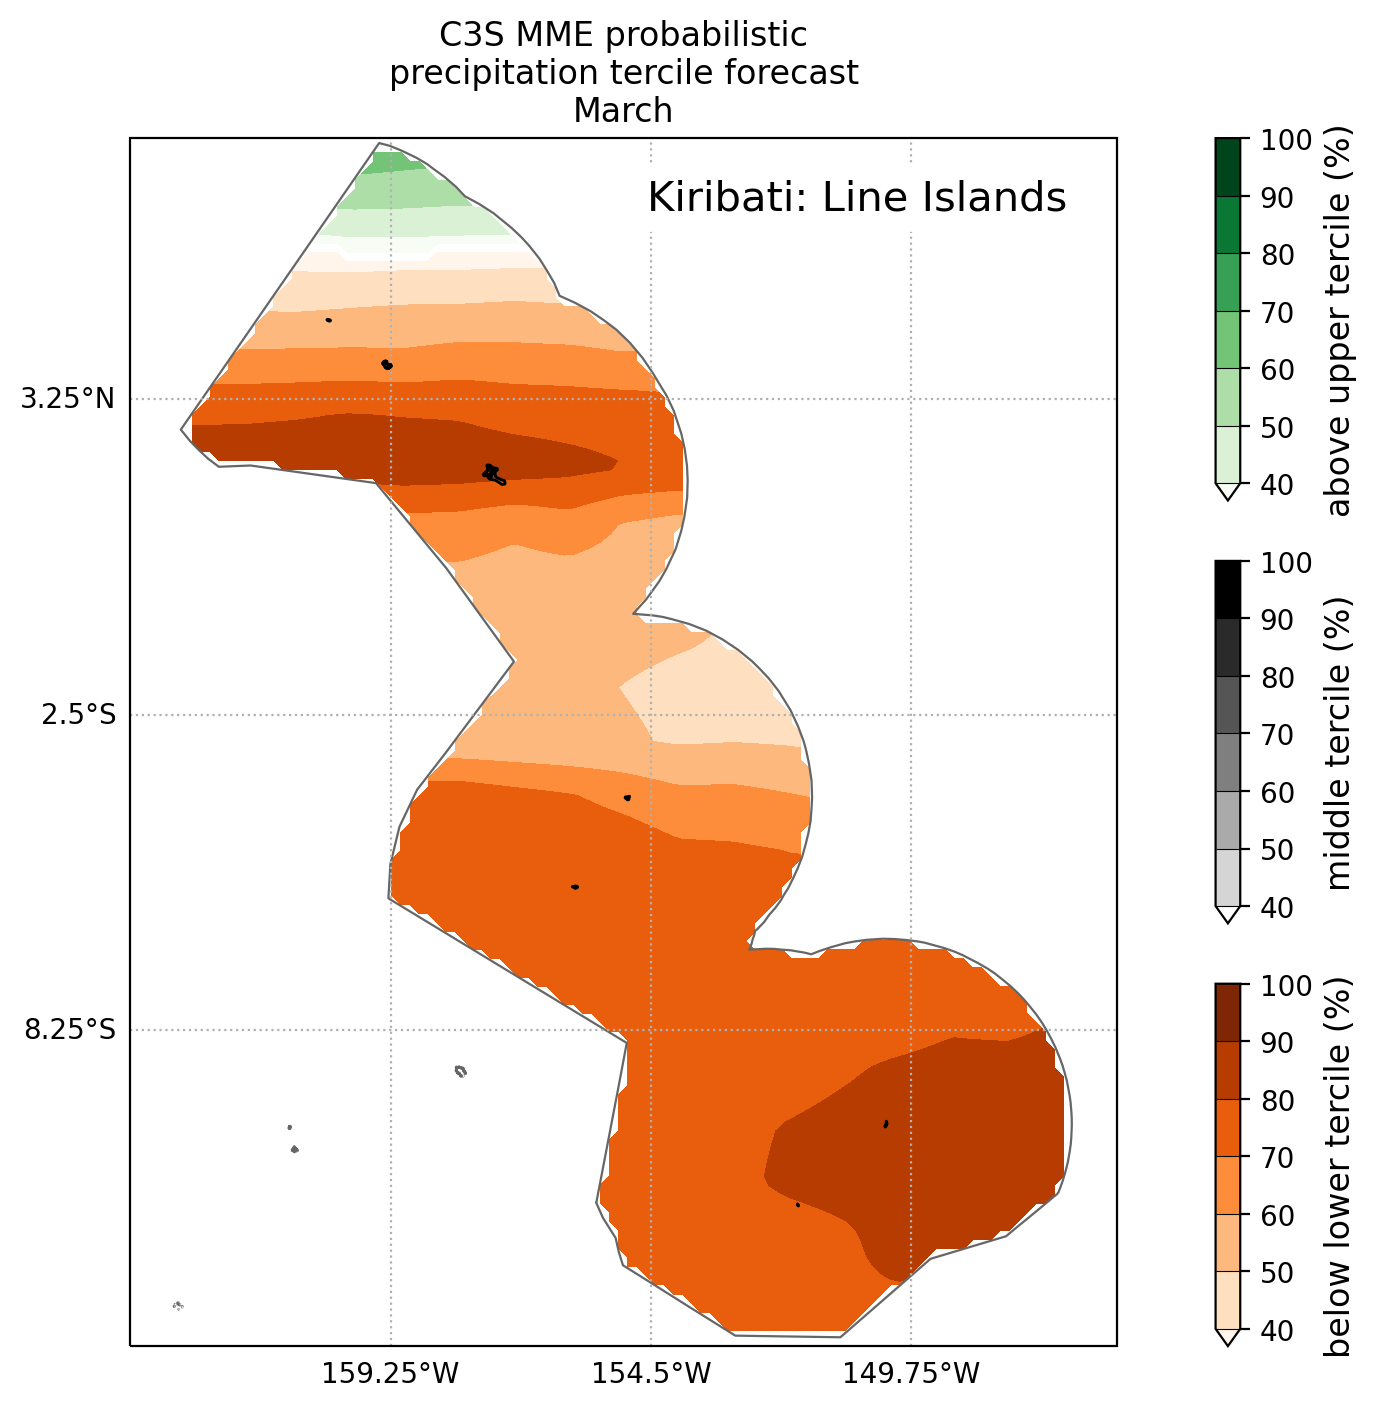 C3S MME probabilistic
precipitation tercile forecast
March
Kiribati: Line Islands
3.25°N
2.5°S
8.25°S
159.25°W
154.5°W
149.75°W
100
90
80
70
60
50
40
above upper tercile (%)
100
90
80
70
60
50
40
middle tercile (%)
100
90
80
70
60
50
40
below lower tercile (%)